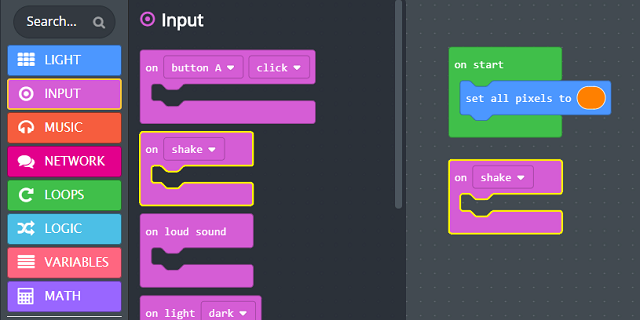 Search...
LIGHT
INPUT
MUSIC
NETWORK
LOOPS
LOGIC
VARIABLES
MATH
Input
on button A click
on shake
on loud sound
on light dark
on start
set all pixels to
on shake